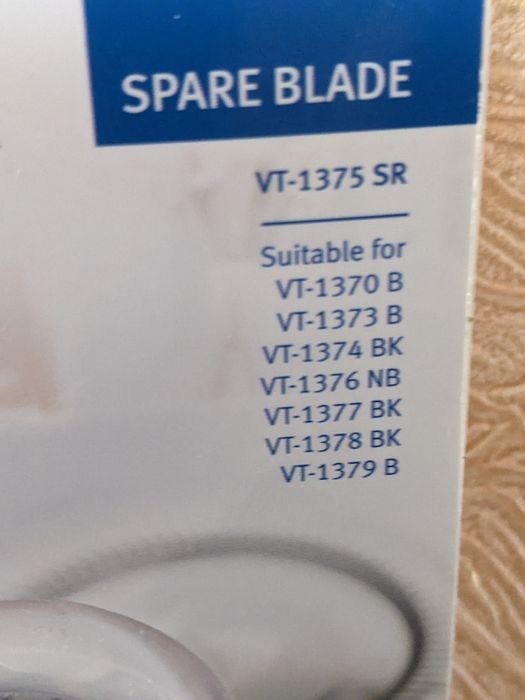 SPARE BLADE
VT-1375 SR
Suitable for
VT-1370 B
VT-1373 B
VT-1374 BK
VT-1376 NB
VT-1377 BK
VT-1378 BK
VT-1379 B